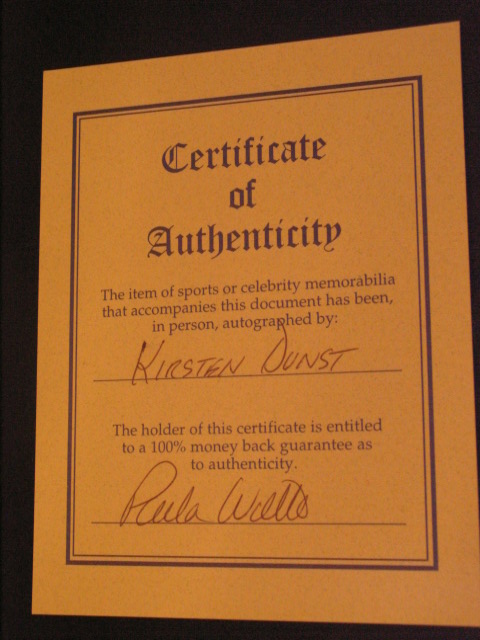 Certificate
of
Authenticity
The item of sports or celebrity memorabilia
that accompanies this document has been,
in person, autographed by:
KIRSTEN DUNST
The holder of this certificate is entitled
to a 100% money back guarantee as
to authenticity.
Paula